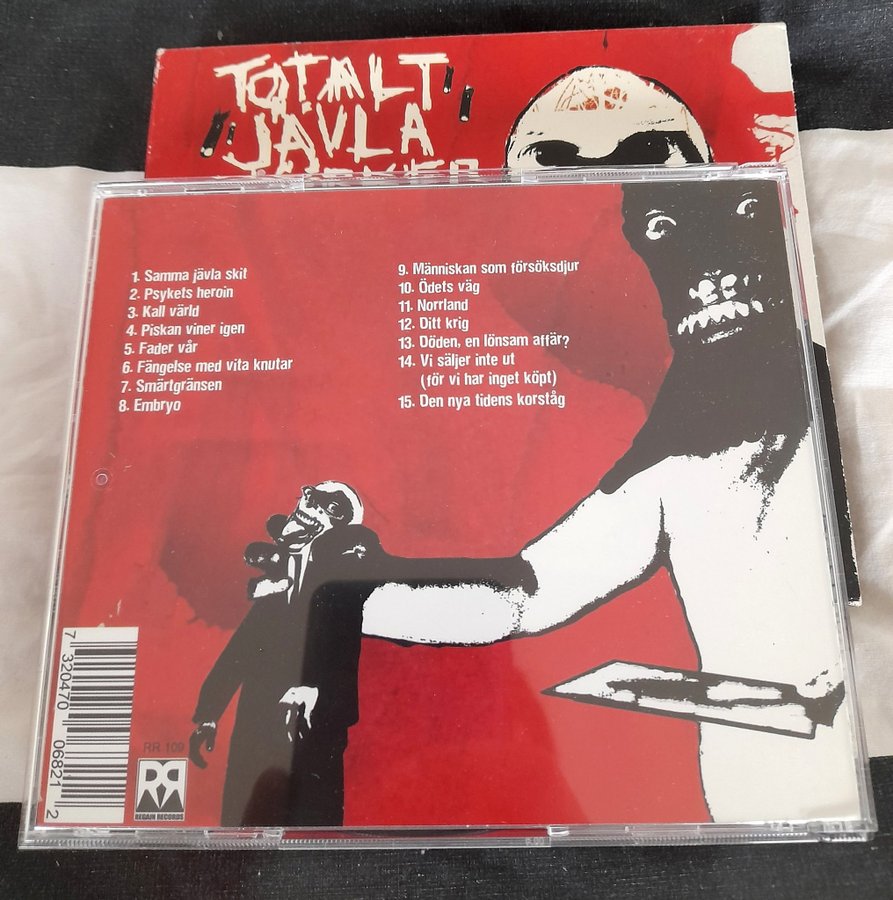 TOTALT
JÄVLA
1. Samma jävla skit
2. Psykets heroin
3. Kall värld
4. Piskan viner igen
5. Fader vår
6. Fängelse med vita knutar
7. Smärtgränsen
8. Embryo
9. Människan som försöksdjur
10. Ödets väg
11. Norrland
12. Ditt krig
13. Döden, en lönsam affär?
14. Vi säljer inte ut
(för vi har inget köpt)
15. Den nya tidens korståg
7 320470 06821 2
RR 109
RR
REGAIN RECORDS